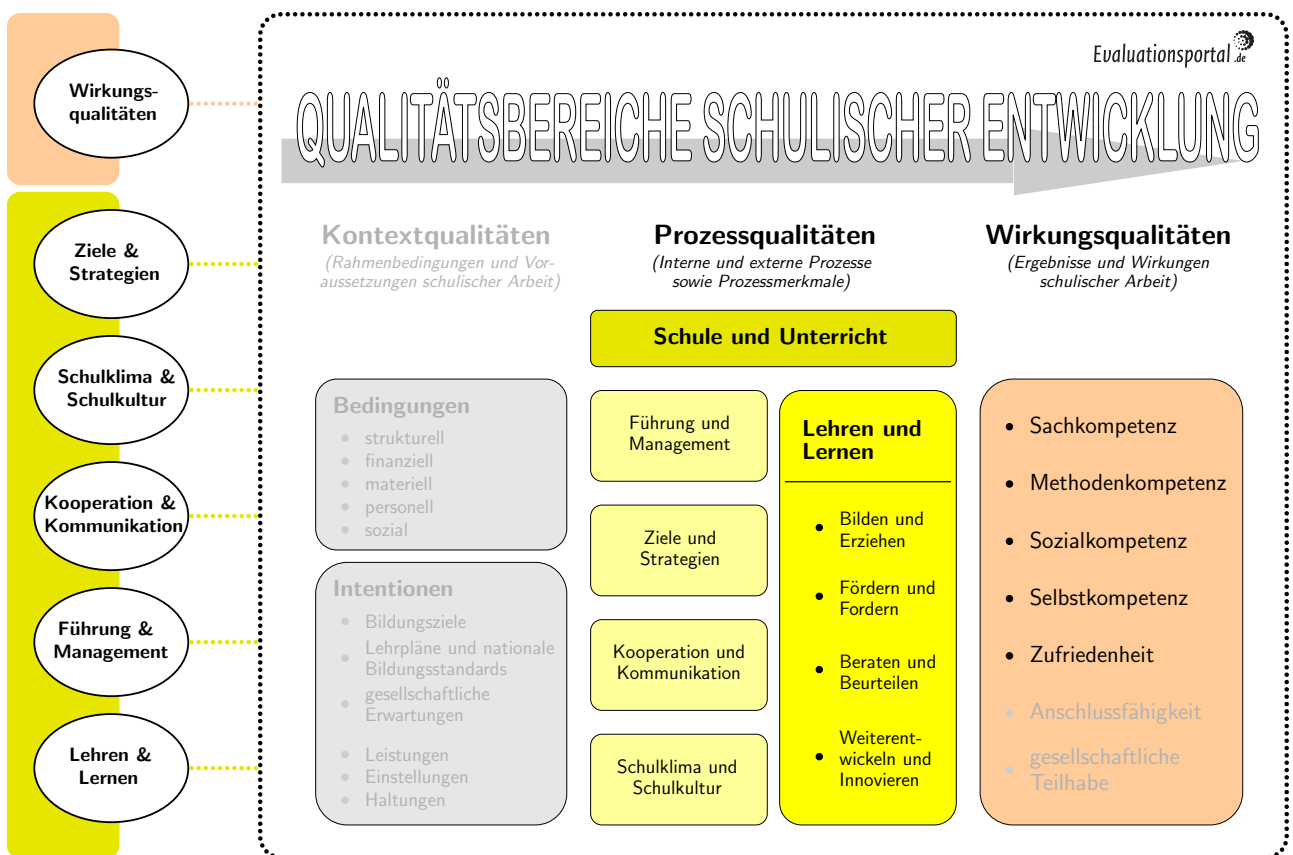 Wirkungs-
qualitäten
Ziele &
Strategien
Schulklima &
Schulkultur
Kooperation &
Kommunikation
Führung &
Management
Lehren &
Lernen
Evaluationsportal .de
QUALITÄTSBEREICHE SCHULISCHER ENTWICKLUNG
Kontextqualitäten
(Rahmenbedingungen und Vor-
aussetzungen schulischer Arbeit)
Bedingungen
• strukturell
• finanziell
• materiell
• personell
• sozial
Intentionen
• Bildungsziele
• Lehrpläne und nationale
Bildungsstandards
• gesellschaftliche
Erwartungen
• Leistungen
• Einstellungen
• Haltungen
Prozessqualitäten
(Interne und externe Prozesse
sowie Prozessmerkmale)
Schule und Unterricht
Führung und
Management
Ziele und
Strategien
Kooperation und
Kommunikation
Schulklima und
Schulkultur
Lehren und
Lernen
• Bilden und
Erziehen
• Fördern und
Fordern
• Beraten und
Beurteilen
• Weiterent-
wickeln und
Innovieren
Wirkungsqualitäten
(Ergebnisse und Wirkungen
schulischer Arbeit)
• Sachkompetenz
• Methodenkompetenz
• Sozialkompetenz
• Selbstkompetenz
• Zufriedenheit
• Anschlussfähigkeit
• gesellschaftliche
Teilhabe